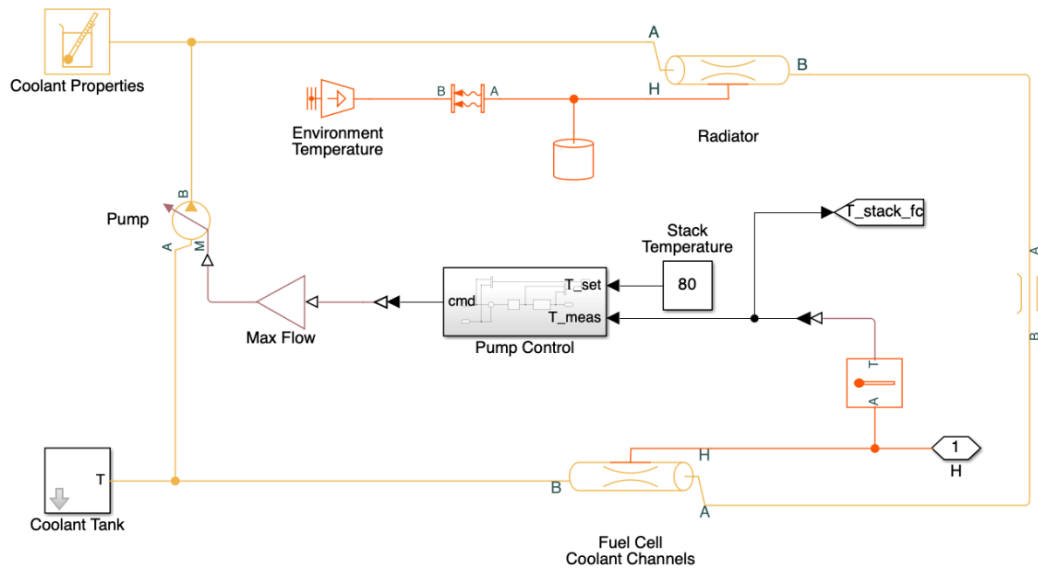 Coolant Properties
A
B
H
Radiator
B
A
Environment
Temperature
Pump
B
A
M
Max Flow
cmd
T_set
T_meas
Pump Control
Stack
Temperature
80
T_stack_fc
A
B
T
A
1
H
H
B
A
Fuel Cell
Coolant Channels
T
Coolant Tank